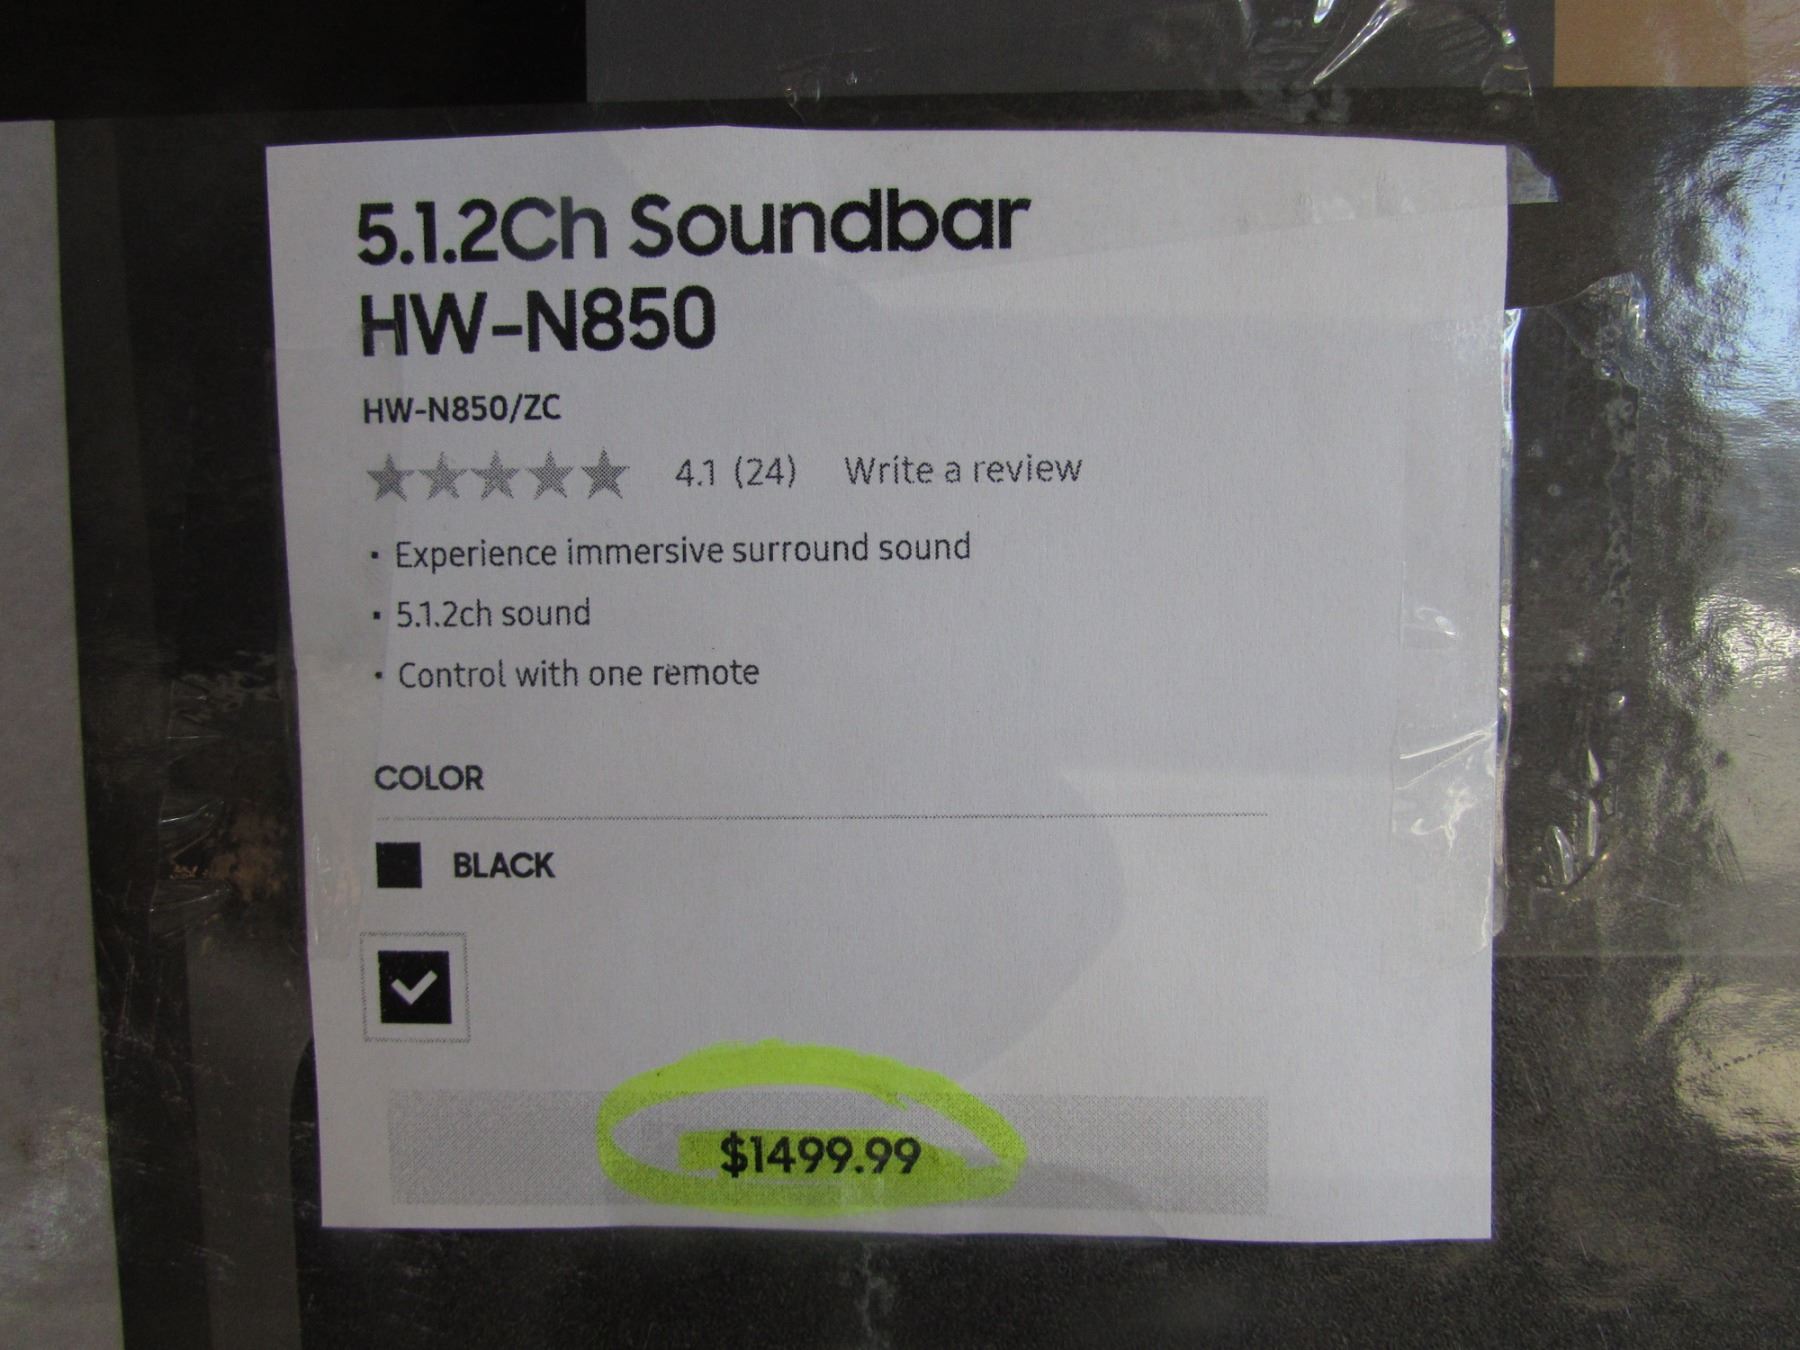 5.1.2Ch Soundbar
HW-N850
HW-N850/ZC
★★★★★ 4.1 (24) Write a review
· Experience immersive surround sound
· 5.1.2ch sound
· Control with one remote
COLOR
BLACK
$1499.99